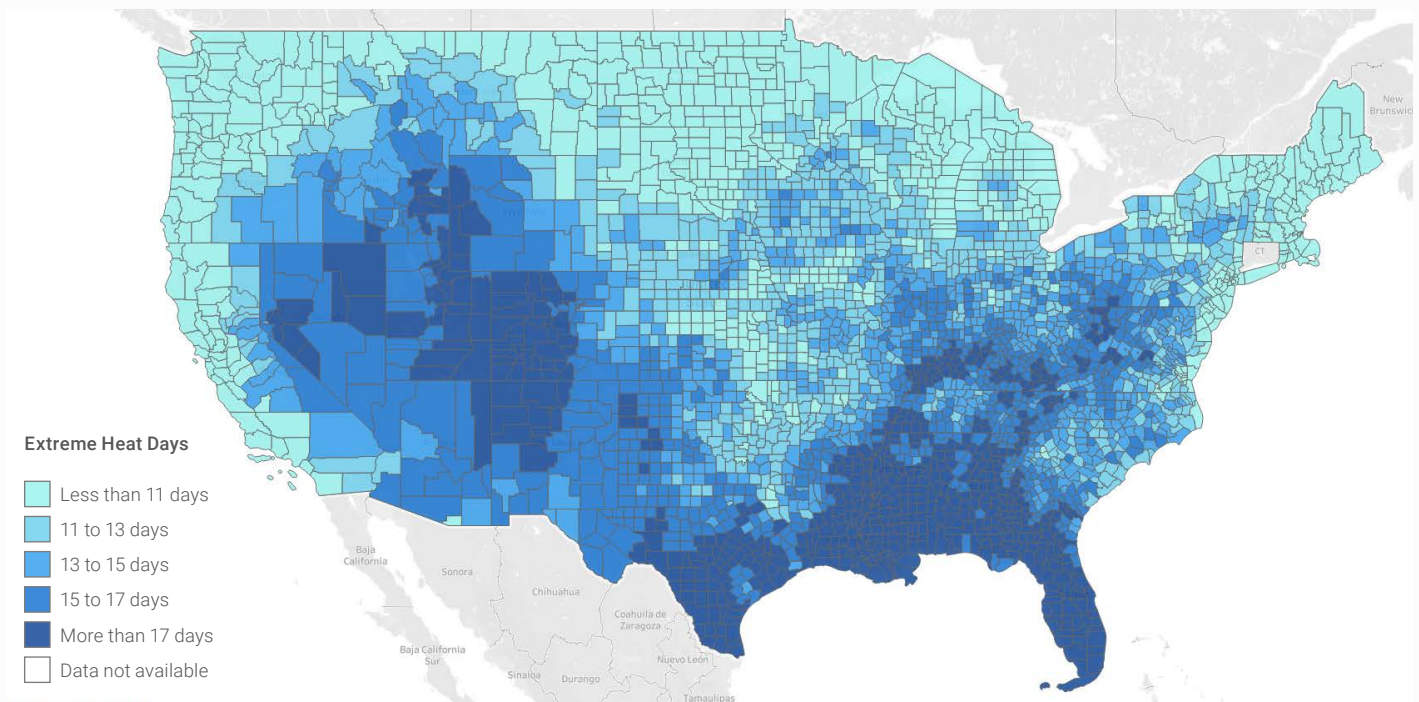 New
Brunswick
CT
Extreme Heat Days
Less than 11 days
11 to 13 days
13 to 15 days
15 to 17 days
More than 17 days
Data not available
Baja
California
Sonora
Chihuahua
Coahuila de
Zaragoza
Baja California
Sur
Nuevo León
Sinaloa
Durango
Tamaulipas